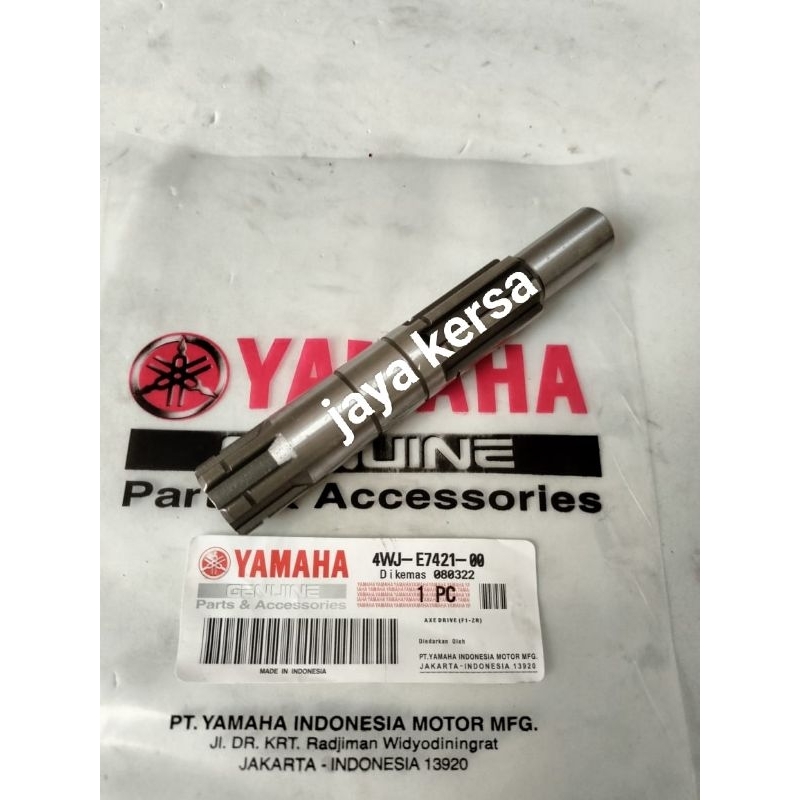 YAMAHA
GENUINE
Parts & Accessories
jaya kersa
YAMAHA
GENUINE
Parts & Accessories
4WJ-E7421-00
Dikemas 080322
1 PC
AXE DRIVE (F1-ZR)
Diedarkan Oleh
PT.YAMAHA INDONESIA MOTOR MFG.
JAKARTA-INDONESIA 13920
MADE IN INDONESIA
PT. YAMAHA INDONESIA MOTOR MFG.
Jl. DR. KRT. Radjiman Widyodiningrat
JAKARTA - INDONESIA 13920